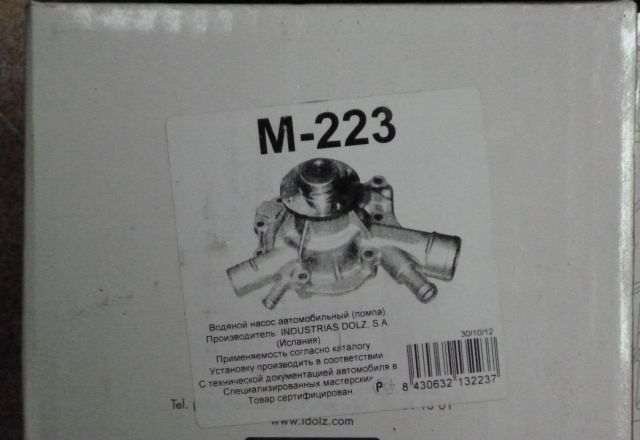 M-223
Водяной насос автомобильный (помпа)
Производитель INDUSTRIAS DOLZ, S.A
(Испания)
30/10/12
Применяемость согласно каталогу
Установку производить в соответствии
С технической документацией автомобиля в
Специализированных мастерских
Товар сертифицирован
8 430632 132237
Tel.
www.idolz.com